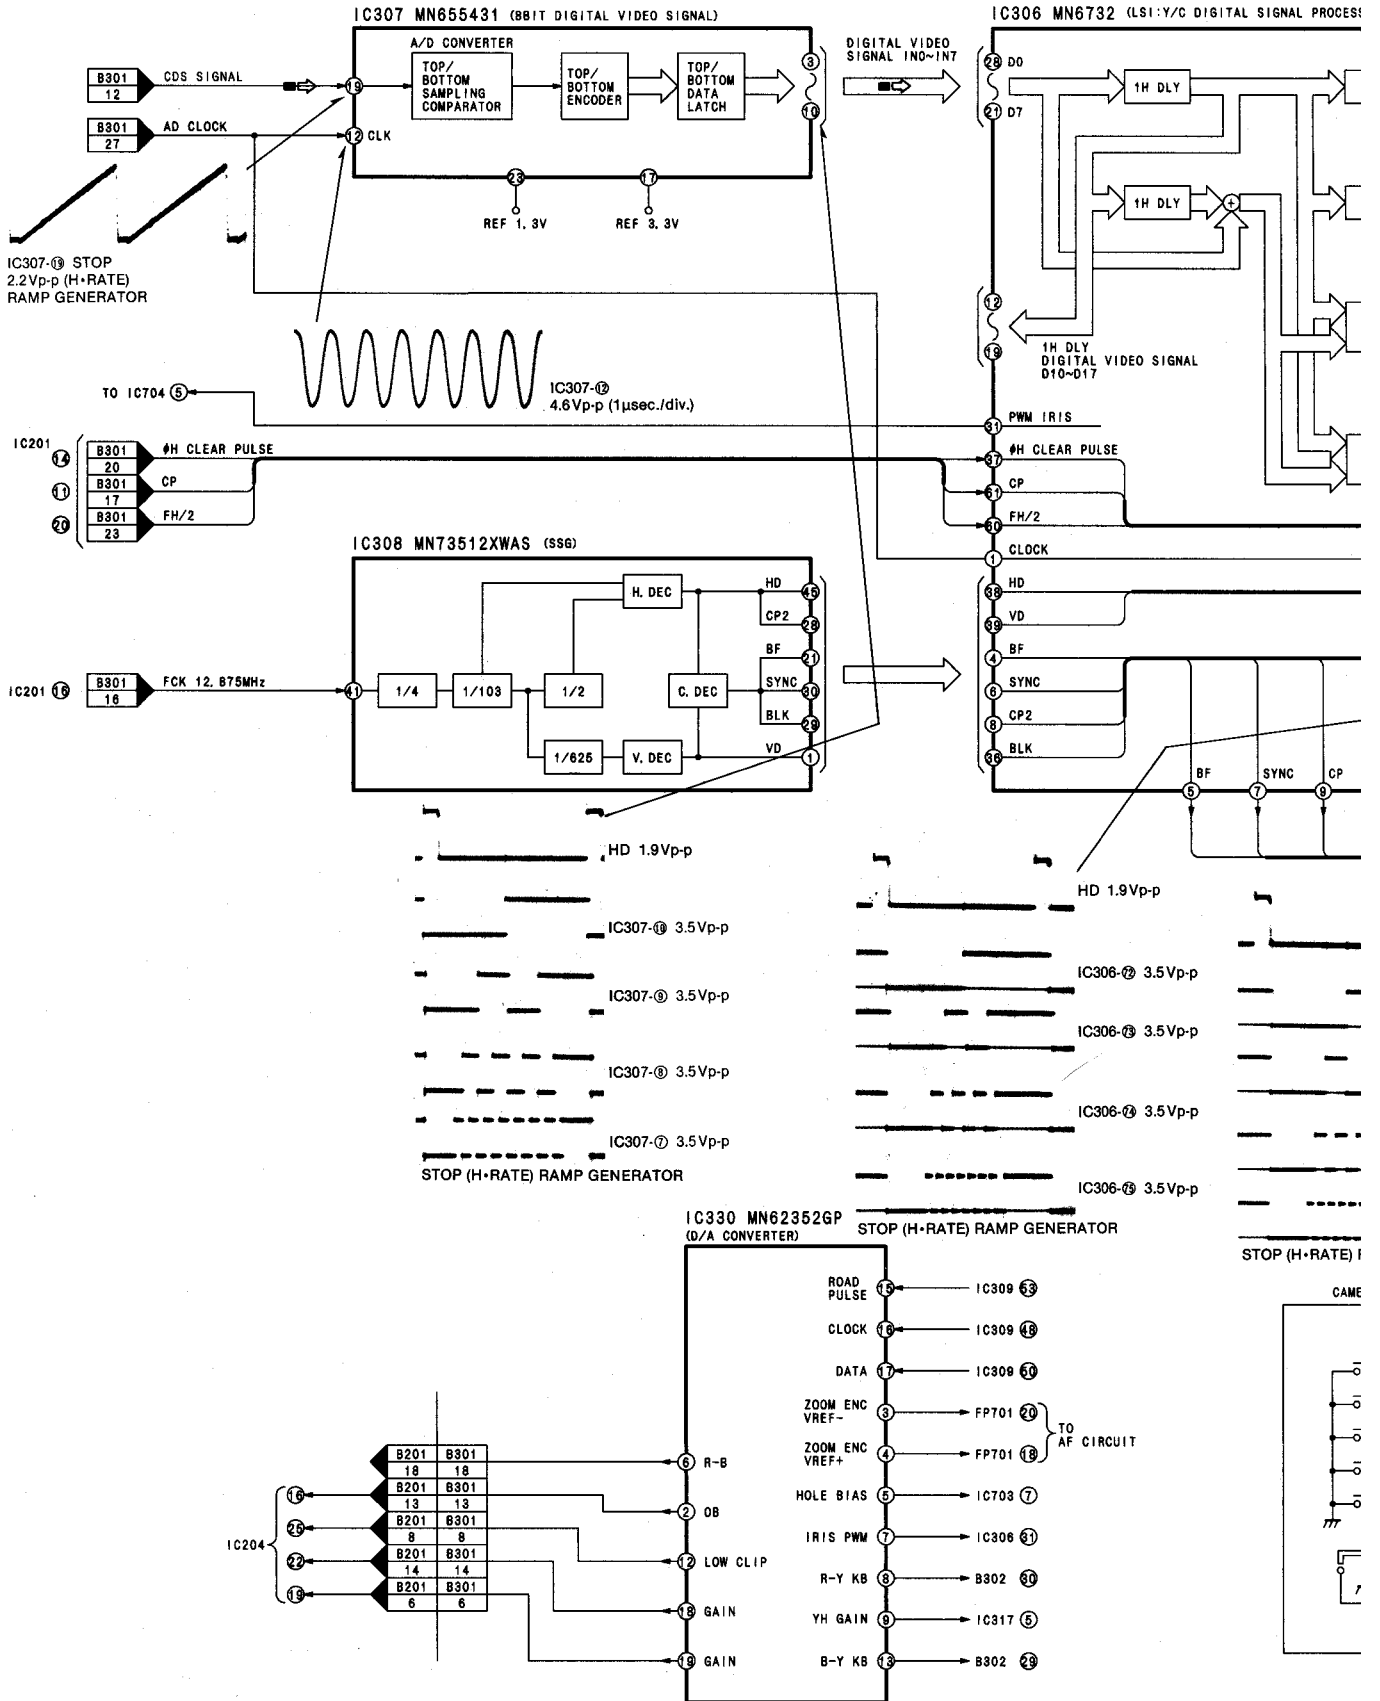 IC307 MN655431 (8BIT DIGITAL VIDEO SIGNAL)
A/D CONVERTER
TOP/
BOTTOM
SAMPLING
COMPARATOR
TOP/
BOTTOM
ENCODER
TOP/
BOTTOM
DATA
LATCH
B301
12
CDS SIGNAL
19
B301
27
AD CLOCK
12 CLK
3
10
23
REF 1.3V
17
REF 3.3V
DIGITAL VIDEO
SIGNAL IN0~IN7
IC306 MN6732 (LSI:Y/C DIGITAL SIGNAL PROCESS
28 D0
21 D7
1H DLY
1H DLY
+
12
19
1H DLY
DIGITAL VIDEO SIGNAL
D10~D17
IC307-⑲ STOP
2.2Vp-p (H•RATE)
RAMP GENERATOR
IC307-⑫
4.6Vp-p (1µsec./div.)
TO IC704 5
31 PWM IRIS
IC201
14
B301
20
ϕH CLEAR PULSE
37 ϕH CLEAR PULSE
11
B301
17
CP
61 CP
20
B301
23
FH/2
60 FH/2
1 CLOCK
IC308 MN73512XWAS (SSG)
IC201 16
B301
16
FCK 12.875MHz
41
1/4
1/103
1/2
1/625
H. DEC
C. DEC
V. DEC
HD 45
CP2 28
BF 21
SYNC 30
BLK 29
VD 1
38 HD
39 VD
4 BF
6 SYNC
8 CP2
36 BLK
BF
5
SYNC
7
CP
9
HD 1.9Vp-p
IC307-⑩ 3.5Vp-p
IC307-⑨ 3.5Vp-p
IC307-⑧ 3.5Vp-p
IC307-⑦ 3.5Vp-p
STOP (H•RATE) RAMP GENERATOR
HD 1.9Vp-p
IC306-72 3.5Vp-p
IC306-73 3.5Vp-p
IC306-74 3.5Vp-p
IC306-75 3.5Vp-p
STOP (H•RATE) RAMP GENERATOR
STOP (H•RATE)
CAME
IC330 MN62352GP
(D/A CONVERTER)
ROAD
PULSE
15 IC309 53
CLOCK 16 IC309 48
DATA 17 IC309 50
ZOOM ENC
VREF-
3 FP701 20
ZOOM ENC
VREF+
4 FP701 18
TO
AF CIRCUIT
HOLE BIAS 5 IC703 7
IRIS PWM 7 IC306 31
R-Y KB 8 B302 30
YH GAIN 9 IC317 5
B-Y KB 13 B302 29
B201 B301
18 18
6 R-B
16
B201 B301
13 13
2 OB
25
B201 B301
8 8
12 LOW CLIP
IC204
22
B201 B301
14 14
18 GAIN
19
B201 B301
6 6
19 GAIN